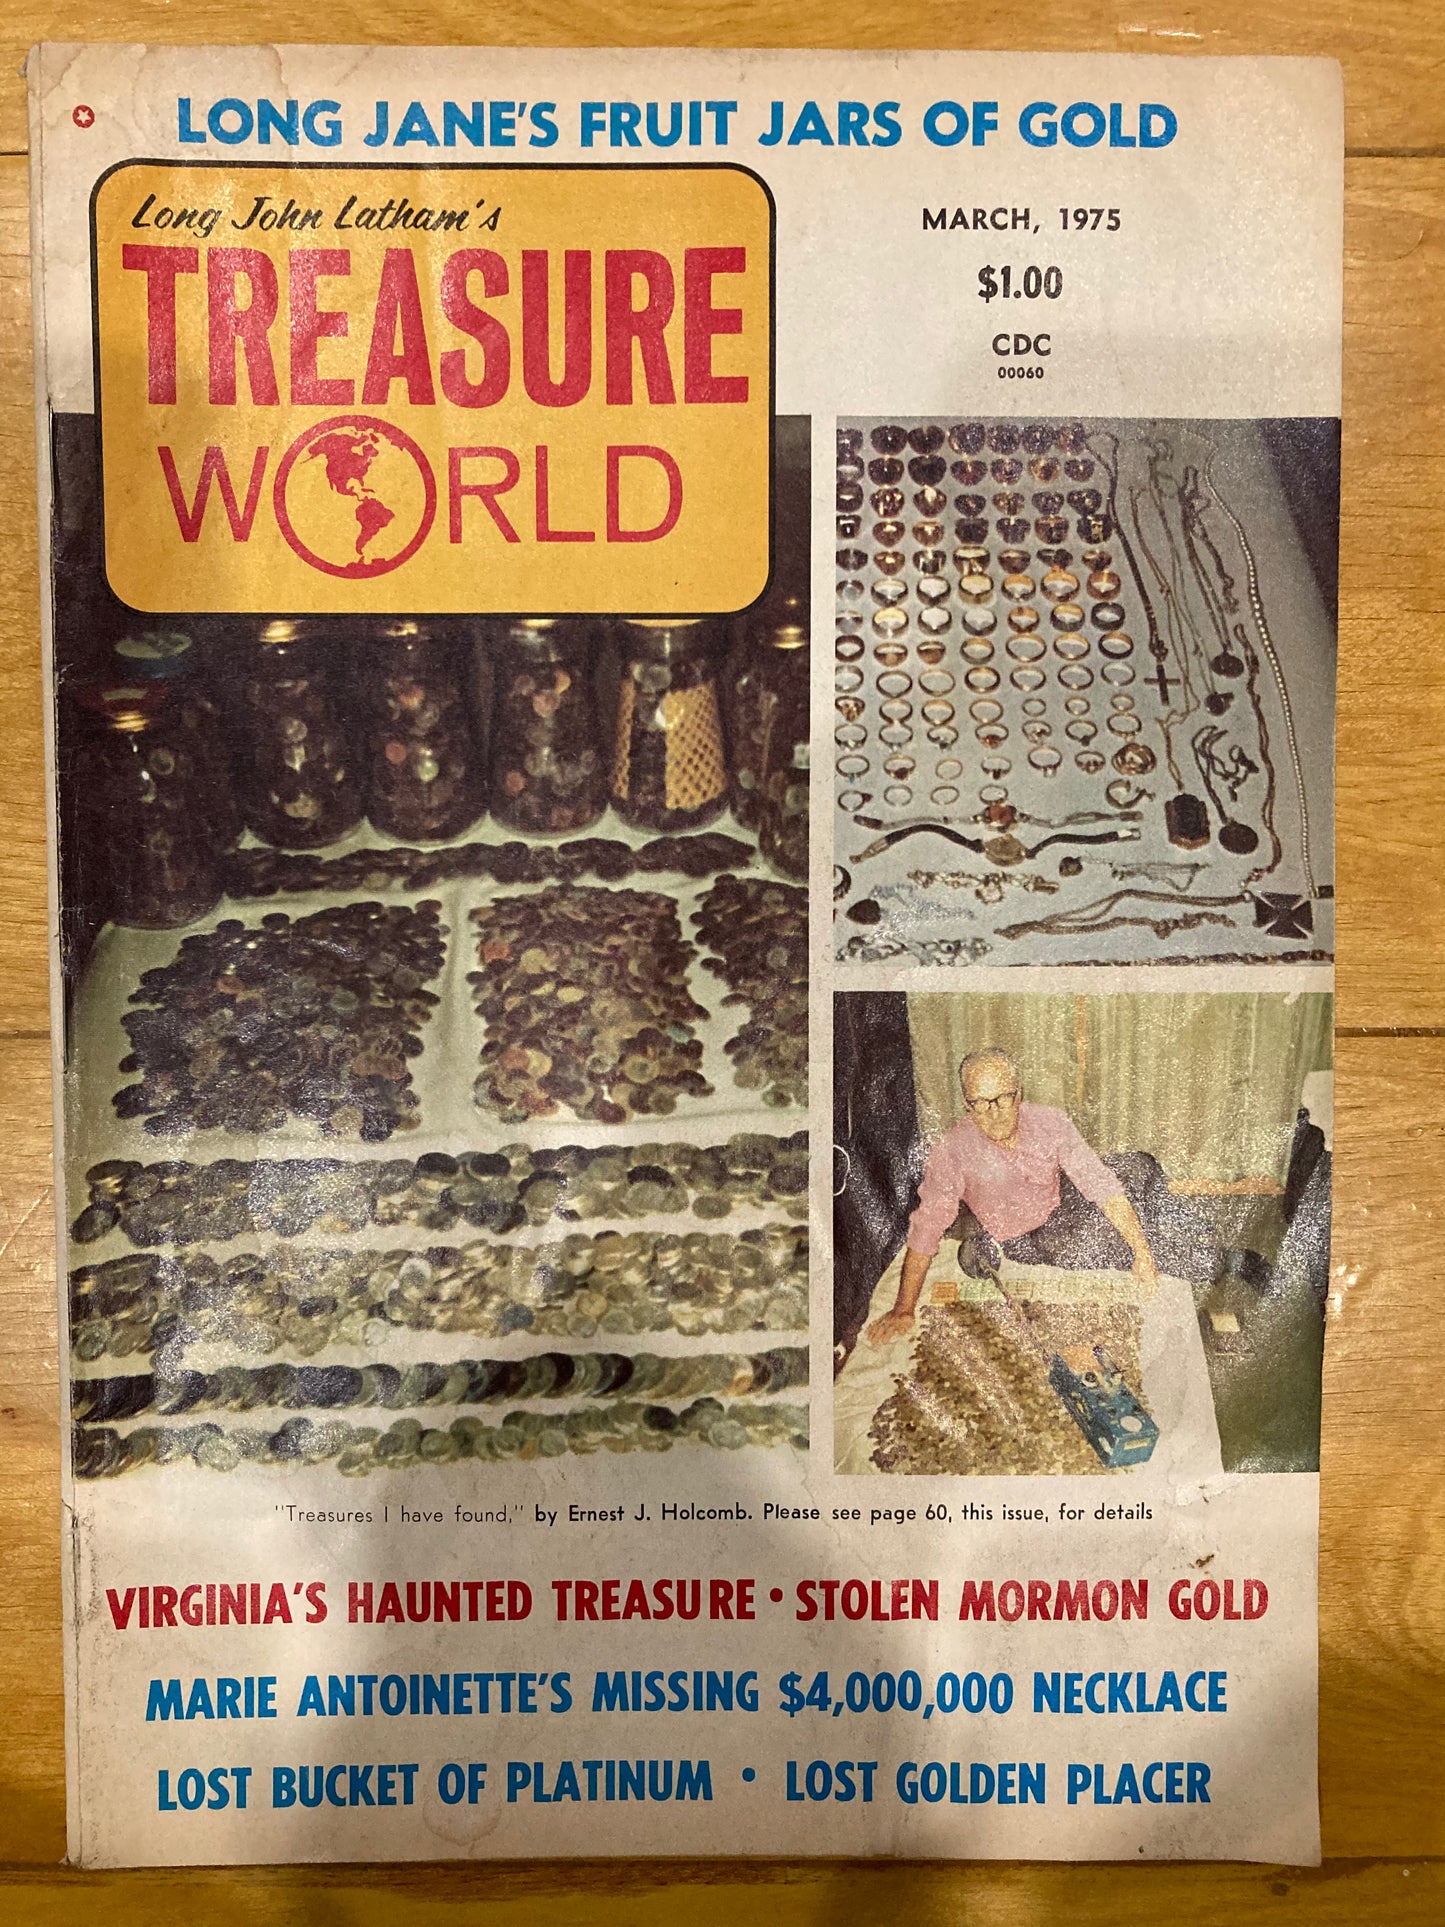 LONG JANE'S FRUIT JARS OF GOLD
Long John Latham's
TREASURE
WORLD
MARCH, 1975
$1.00
CDC
00060
"Treasures I have found," by Ernest J. Holcomb. Please see page 60, this issue, for details
VIRGINIA'S HAUNTED TREASURE • STOLEN MORMON GOLD
MARIE ANTOINETTE'S MISSING $4,000,000 NECKLACE
LOST BUCKET OF PLATINUM • LOST GOLDEN PLACER